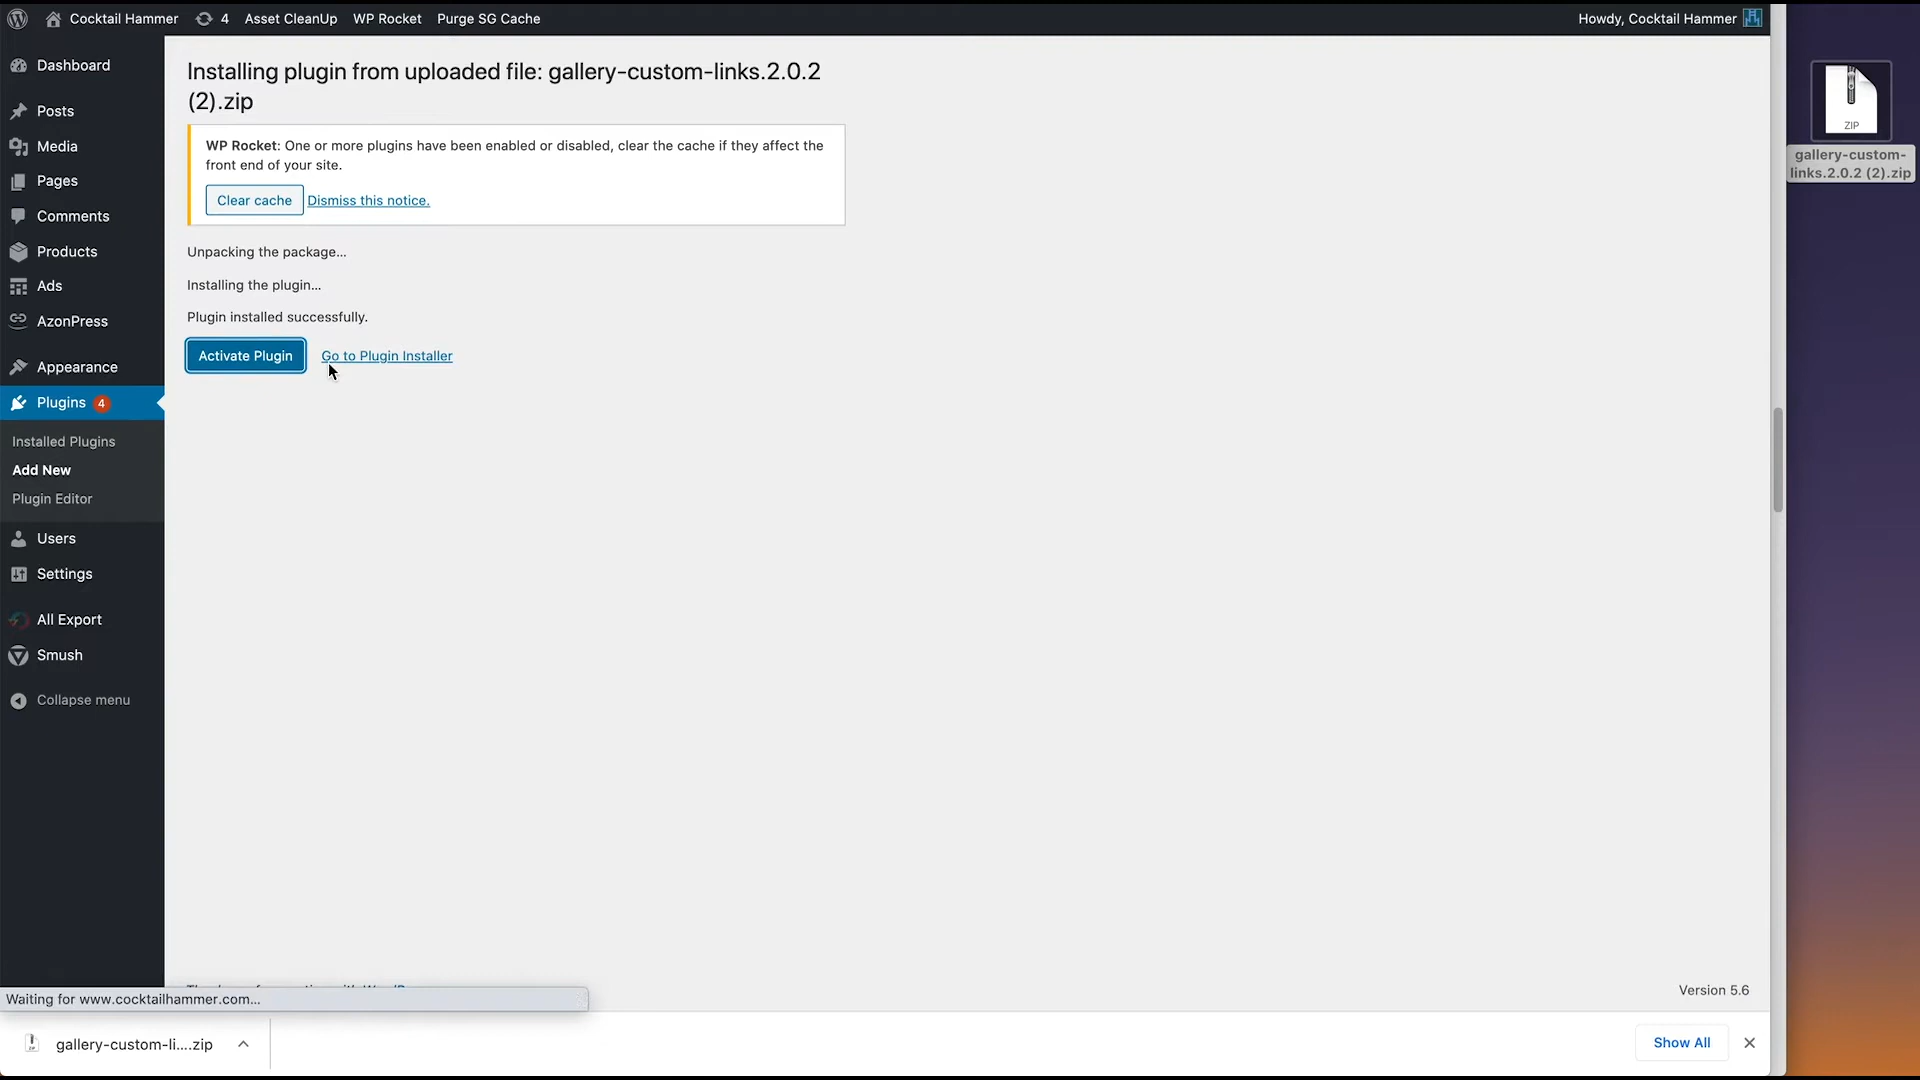 Cocktail Hammer
4
Asset CleanUp
WP Rocket
Purge SG Cache
Howdy, Cocktail Hammer
Dashboard
Posts
Media
Pages
Comments
Products
Ads
AzonPress
Appearance
Plugins 4
Installed Plugins
Add New
Plugin Editor
Users
Settings
All Export
Smush
Collapse menu
Installing plugin from uploaded file: gallery-custom-links.2.0.2
(2).zip
WP Rocket: One or more plugins have been enabled or disabled, clear the cache if they affect the
front end of your site.
Clear cache
Dismiss this notice.
Unpacking the package...
Installing the plugin...
Plugin installed successfully.
Activate Plugin
Go to Plugin Installer
ZIP
gallery-custom-
links.2.0.2 (2).zip
Version 5.6
Waiting for www.cocktailhammer.com...
gallery-custom-li....zip
Show All